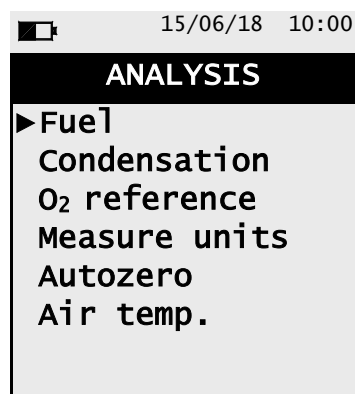 15/06/18 10:00
ANALYSIS
Fuel
Condensation
O₂ reference
Measure units
Autozero
Air temp.